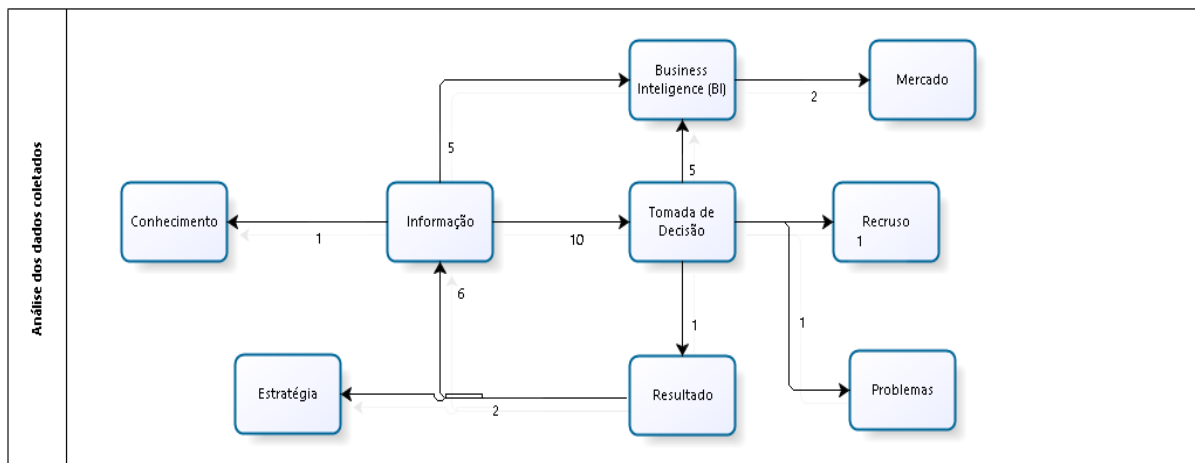 Análise dos dados coletados
Business
Inteligence (BI)
2
Mercado
5
5
Conhecimento
1
Informação
10
Tomada de
Decisão
Recruso
1
6
1
1
Estratégia
2
Resultado
Problemas